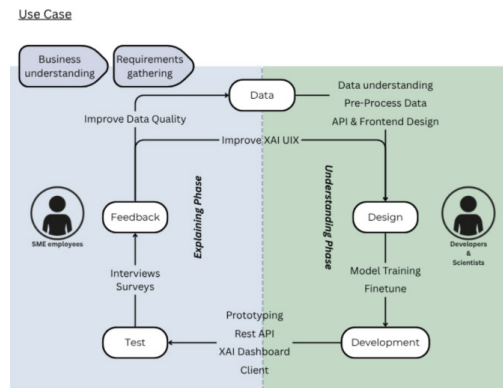 Use Case
Business
understanding
Requirements
gathering
Data
Data understanding
Pre-Process Data
API & Frontend Design
Improve Data Quality
Improve XAI UIX
Explaining Phase
Understanding Phase
SME employees
Feedback
Design
Developers
&
Scientists
Interviews
Surveys
Model Training
Finetune
Prototyping
Rest API
XAI Dashboard
Client
Test
Development